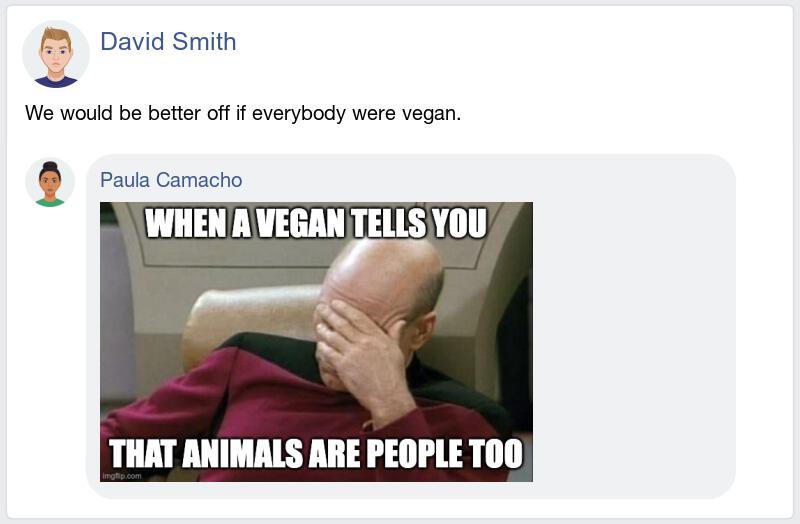 David Smith
We would be better off if everybody were vegan.
Paula Camacho
WHEN A VEGAN TELLS YOU
THAT ANIMALS ARE PEOPLE TOO
imgflip.com